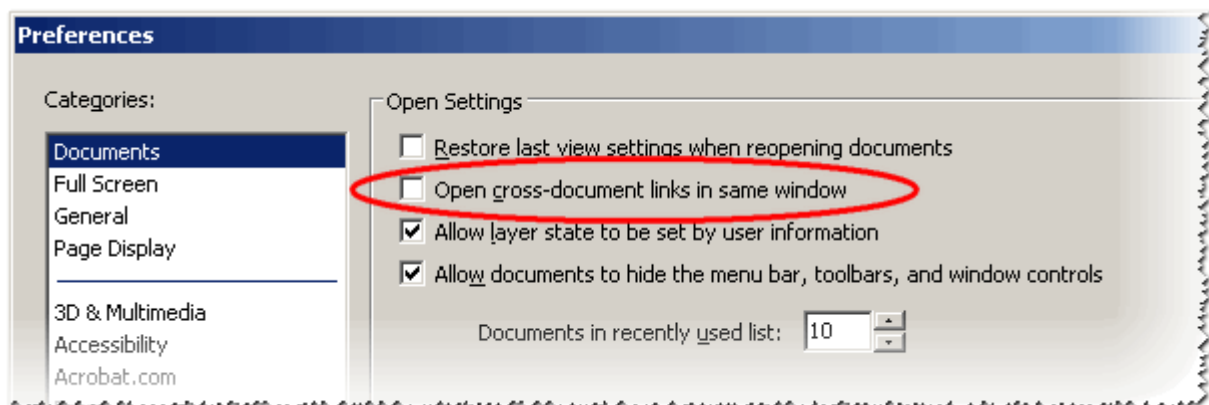 Preferences
Categories:
Documents
Full Screen
General
Page Display
3D & Multimedia
Accessibility
Acrobat.com
Open Settings
Restore last view settings when reopening documents
Open cross-document links in same window
Allow layer state to be set by user information
Allow documents to hide the menu bar, toolbars, and window controls
Documents in recently used list: 10